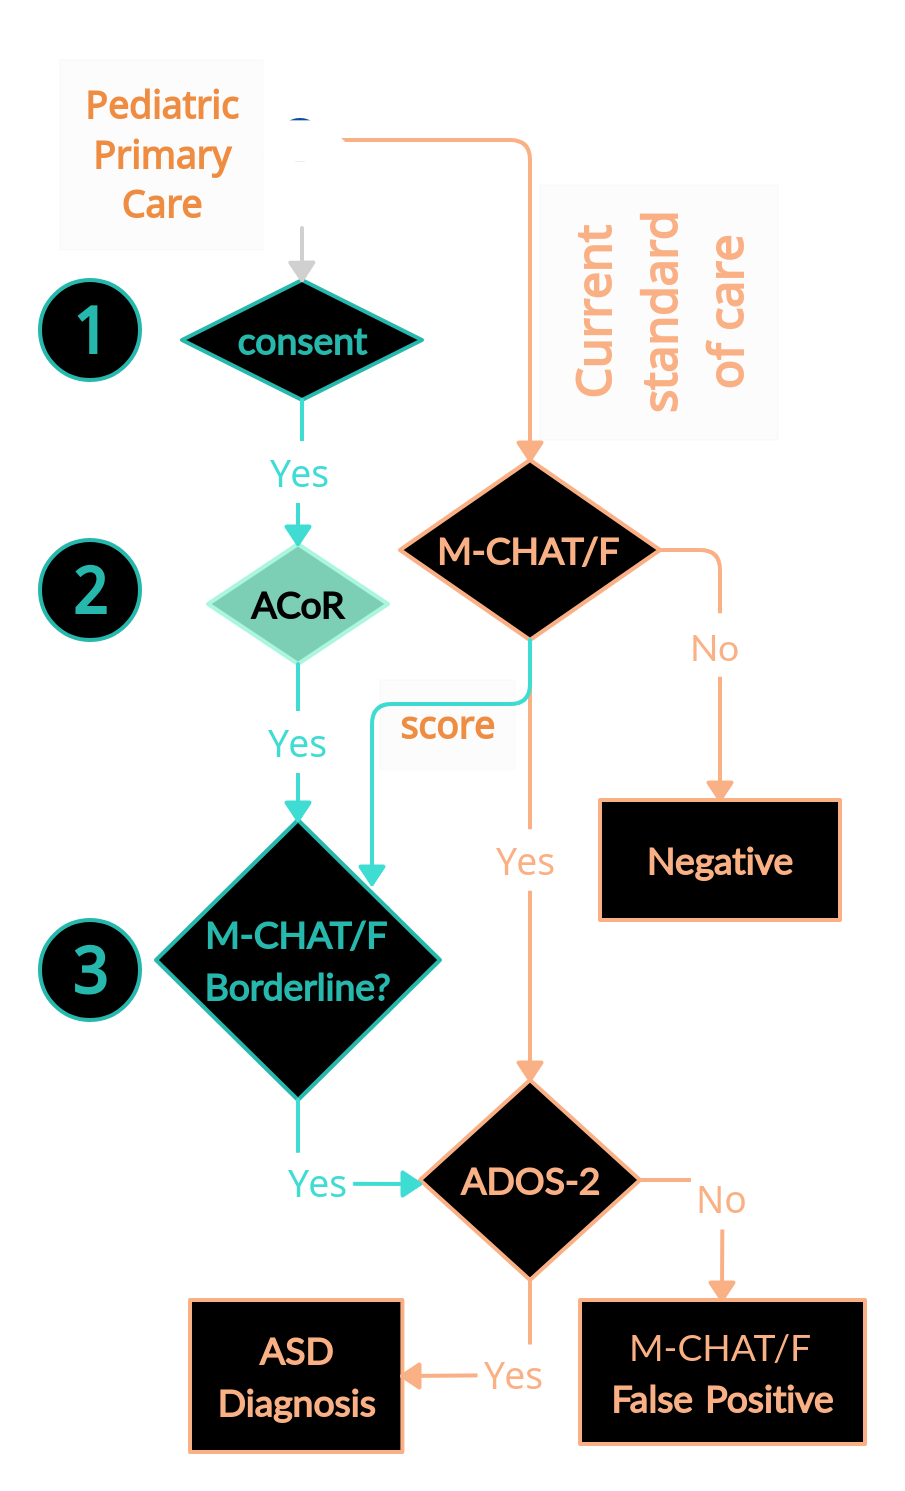 Pediatric
Primary
Care
Current
standard
of care
1
consent
Yes
M-CHAT/F
2
ACoR
No
score
Yes
Yes
Negative
3
M-CHAT/F
Borderline?
ADOS-2
Yes
No
ASD
Diagnosis
Yes
M-CHAT/F
False Positive